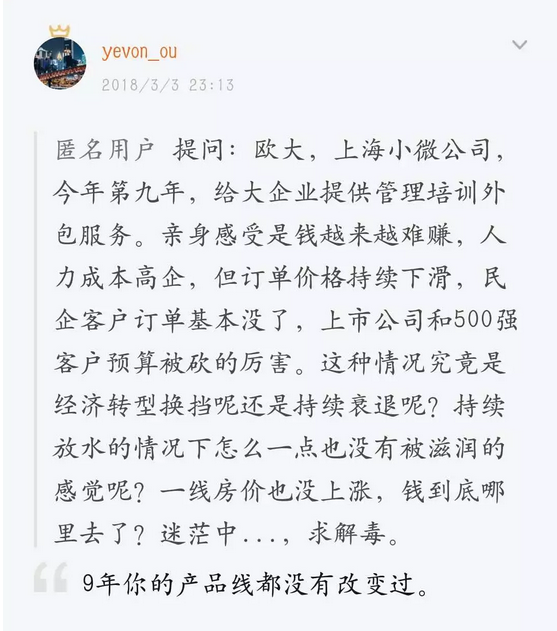 yevon_ou
2018/3/3 23:13
匿名用户 提问：欧大，上海小微公司，
今年第九年，给大企业提供管理培训外
包服务。亲身感受是钱越来越难赚，人
力成本高企，但订单价格持续下滑，民
企客户订单基本没了，上市公司和500强
客户预算被砍的厉害。这种情况究竟是
经济转型换挡呢还是持续衰退呢？持续
放水的情况下怎么一点也没有被滋润的
感觉呢？一线房价也没上涨，钱到底哪
里去了？迷茫中...，求解毒。
9年你的产品线都没有改变过。